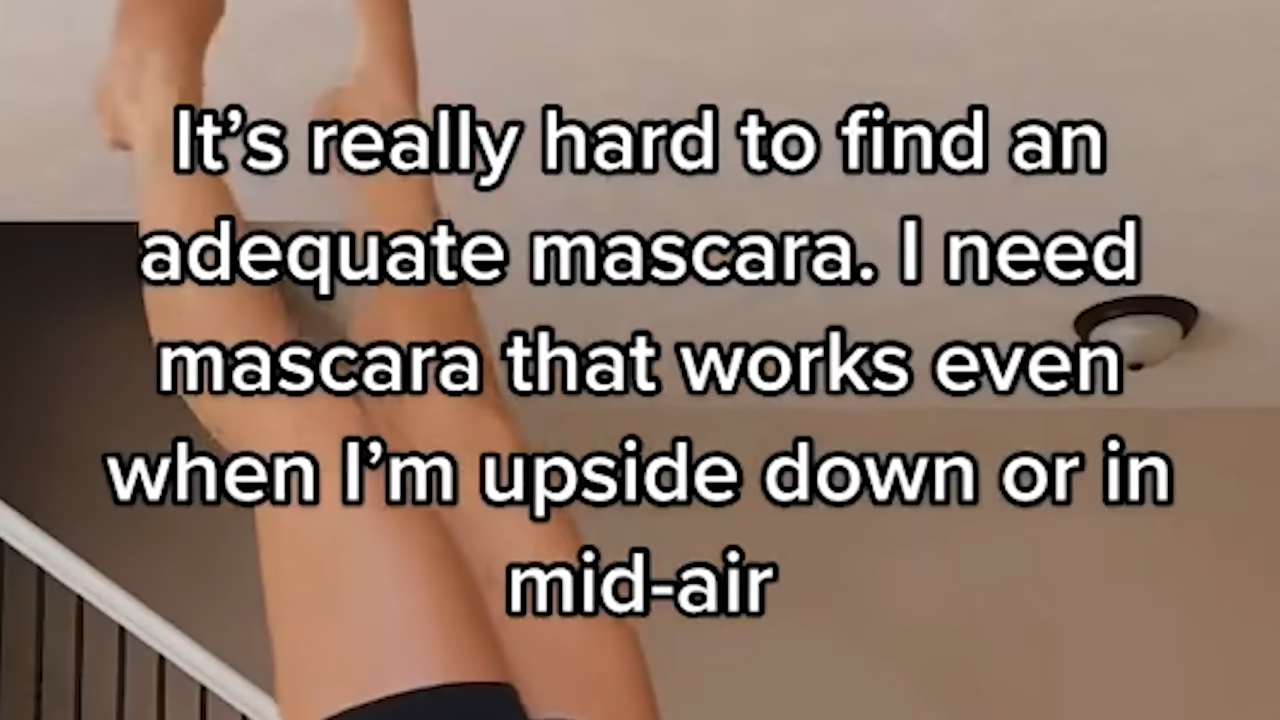 It’s really hard to find an
adequate mascara. I need
mascara that works even
when I’m upside down or in
mid-air